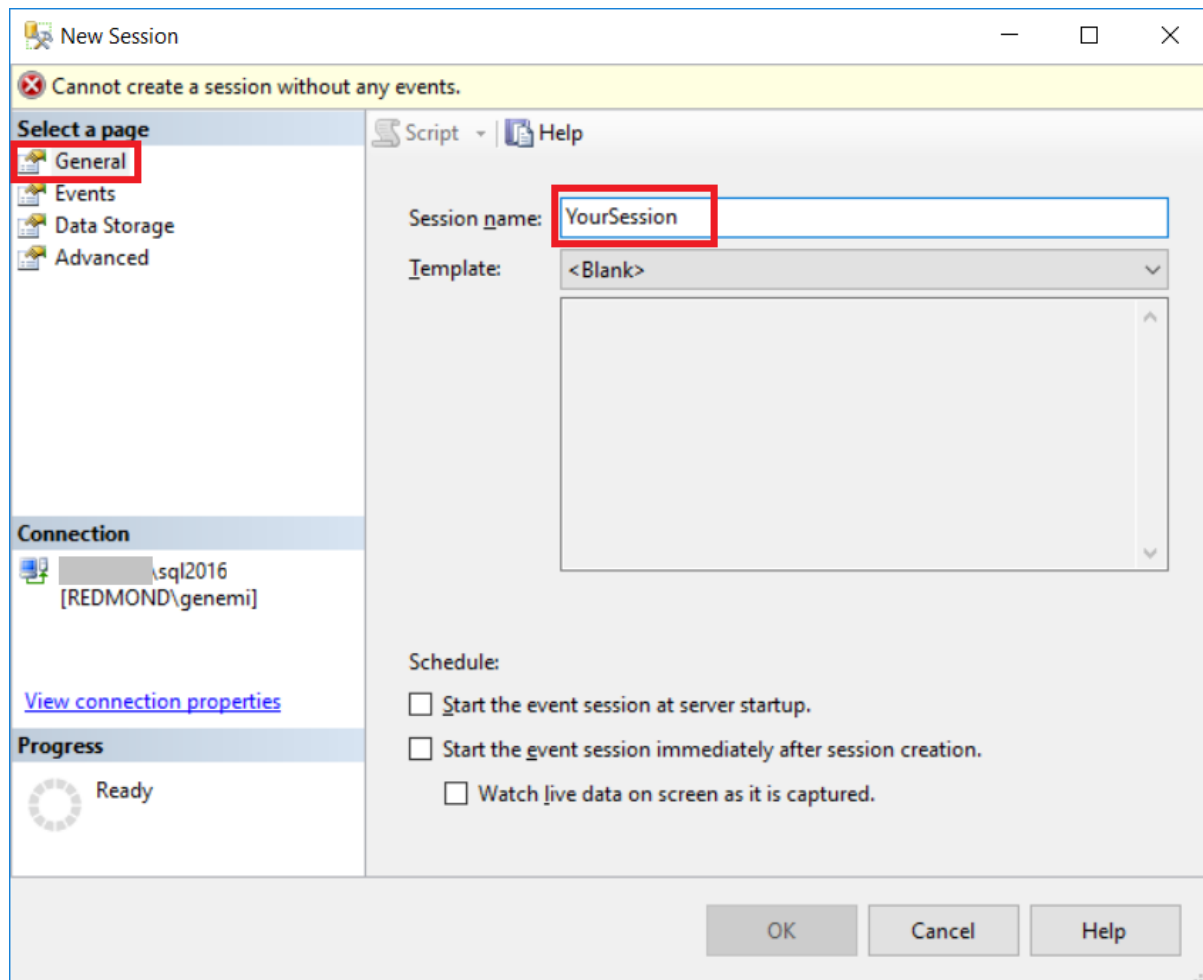 New Session
Cannot create a session without any events.
Select a page
General
Events
Data Storage
Advanced
Connection
\sql2016
[REDMOND\genemi]
View connection properties
Progress
Ready
Script
Help
Session name: YourSession
Template: <Blank>
Schedule:
Start the event session at server startup.
Start the event session immediately after session creation.
Watch live data on screen as it is captured.
OK
Cancel
Help